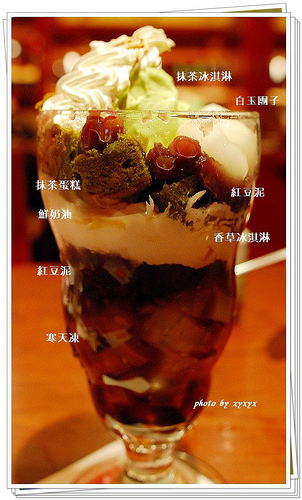 抹茶冰淇淋
白玉團子
抹茶蛋糕
紅豆泥
鮮奶油
香草冰淇淋
紅豆泥
寒天凍
photo by xyxyx